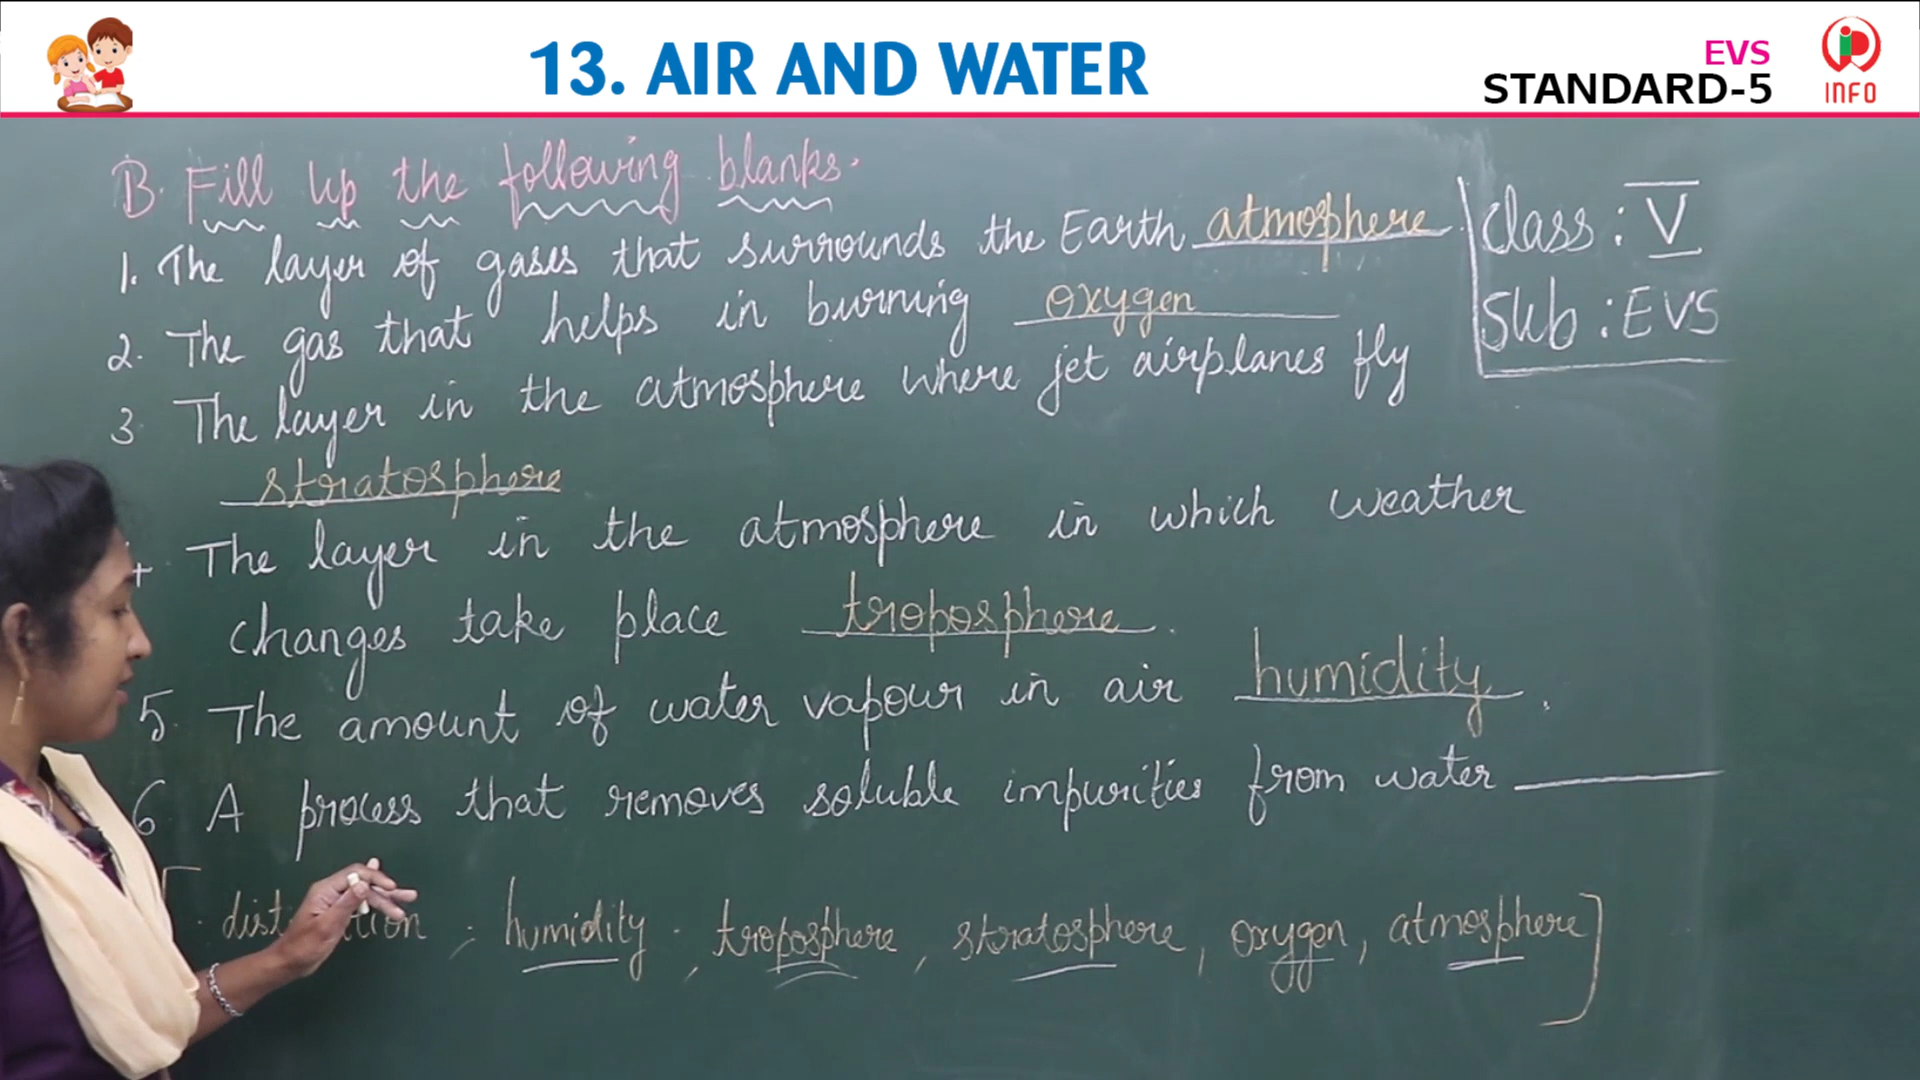 13. AIR AND WATER
EVS
STANDARD-5
INFO
B. Fill up the following blanks.
1. The layer of gases that surrounds the Earth atmosphere.
2. The gas that helps in burning oxygen
3 The layer in the atmosphere where jet airplanes fly
stratosphere
The layer in the atmosphere in which weather
changes take place troposphere.
5. The amount of water vapour in air humidity.
6 A process that removes soluble impurities from water
humidity, troposphere, stratosphere, oxygen, atmosphere]
Class: V
Sub: EVS